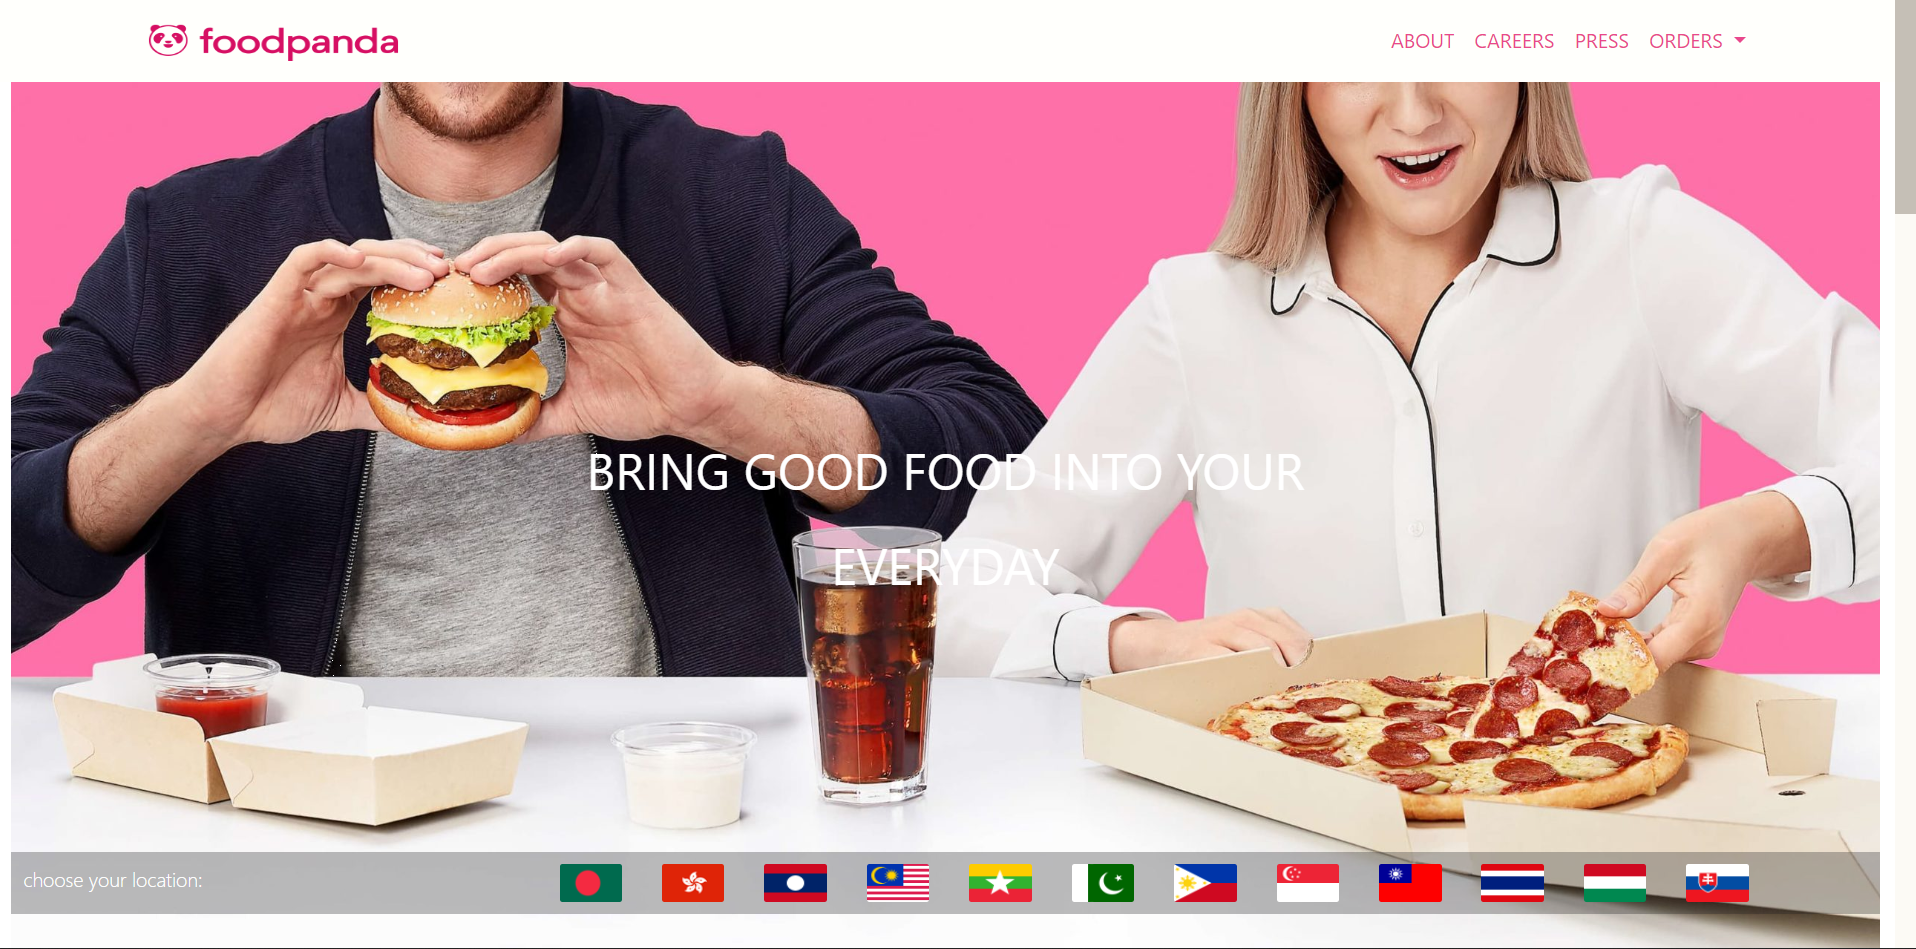 foodpanda
ABOUT CAREERS PRESS ORDERS
BRING GOOD FOOD INTO YOUR
EVERYDAY
choose your location: